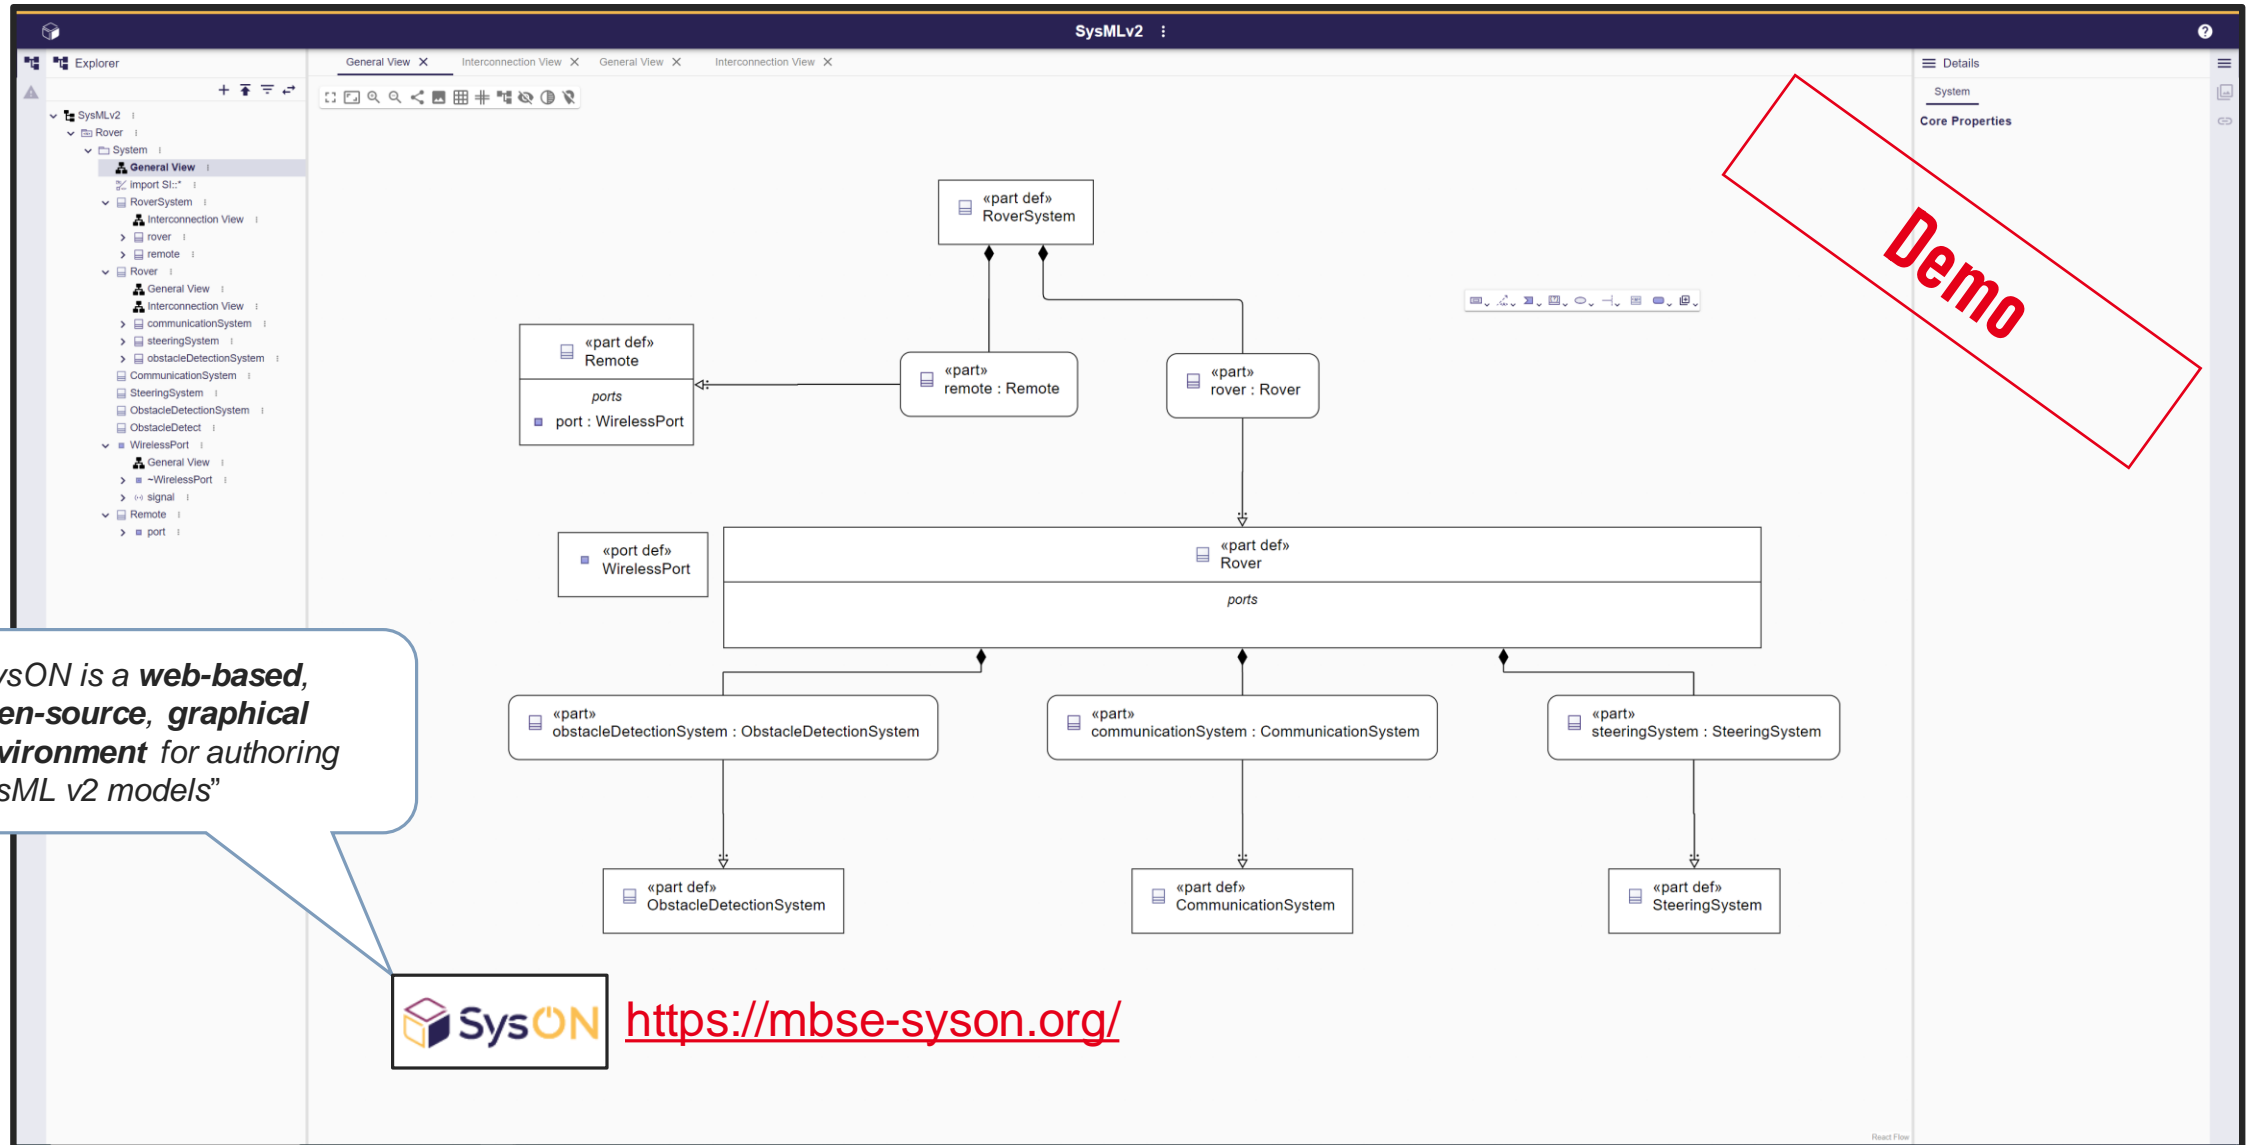 SysMLv2
Explorer
General View
Interconnection View
General View
Interconnection View
Details
System
Core Properties
SysMLv2
Rover
System
General View
import SI::*
RoverSystem
Interconnection View
rover
remote
Rover
General View
Interconnection View
communicationSystem
steeringSystem
obstacleDetectionSystem
CommunicationSystem
SteeringSystem
ObstacleDetectionSystem
ObstacleDetect
WirelessPort
General View
~WirelessPort
signal
Remote
port
«part def»
RoverSystem
«part def»
Remote
ports
port : WirelessPort
«part»
remote : Remote
«part»
rover : Rover
«port def»
WirelessPort
«part def»
Rover
ports
«part»
obstacleDetectionSystem : ObstacleDetectionSystem
«part»
communicationSystem : CommunicationSystem
«part»
steeringSystem : SteeringSystem
«part def»
ObstacleDetectionSystem
«part def»
CommunicationSystem
«part def»
SteeringSystem
Demo
ysON is a web-based,
en-source, graphical
vironment for authoring
sML v2 models”
SysON
https://mbse-syson.org/
React Flow